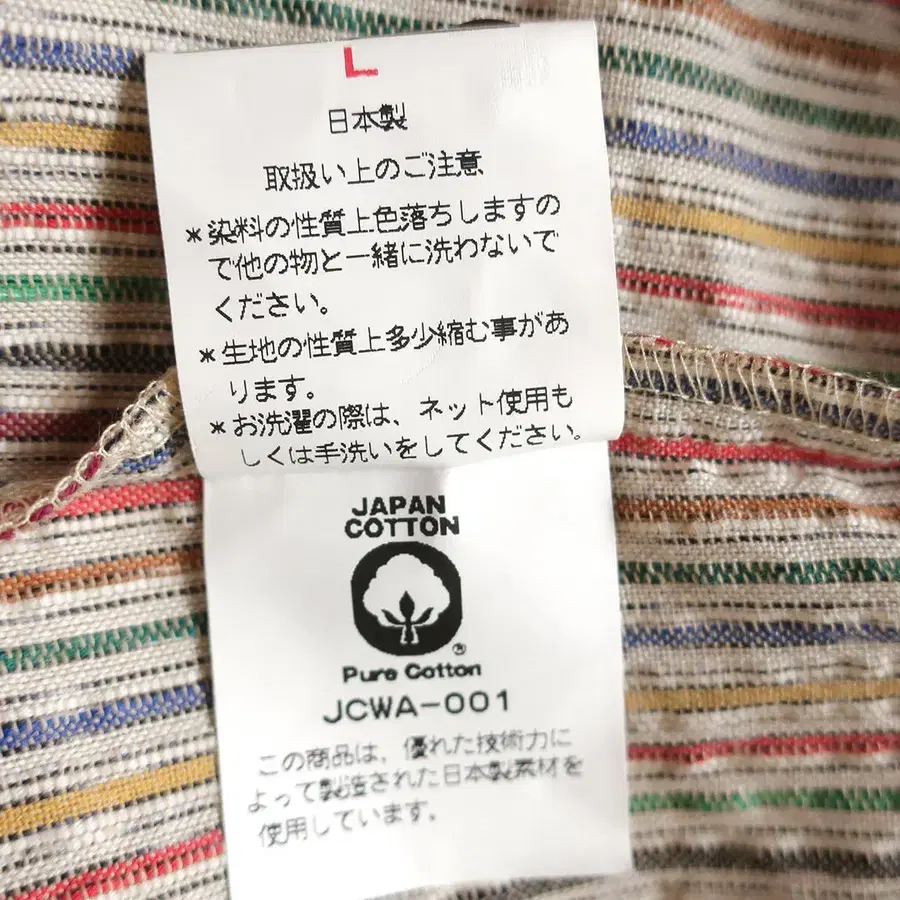 L
日本製
取扱い上のご注意
*染料の性質上色落ちしますの
で他の物と一緒に洗わないで
ください。
*生地の性質上多少縮む事があ
ります。
*お洗濯の際は、ネット使用も
しくは手洗いをしてください。
JAPAN
COTTON
®
Pure Cotton
JCWA-001
この商品は、優れた技術力に
よって製造された日本製素材を
使用しています。